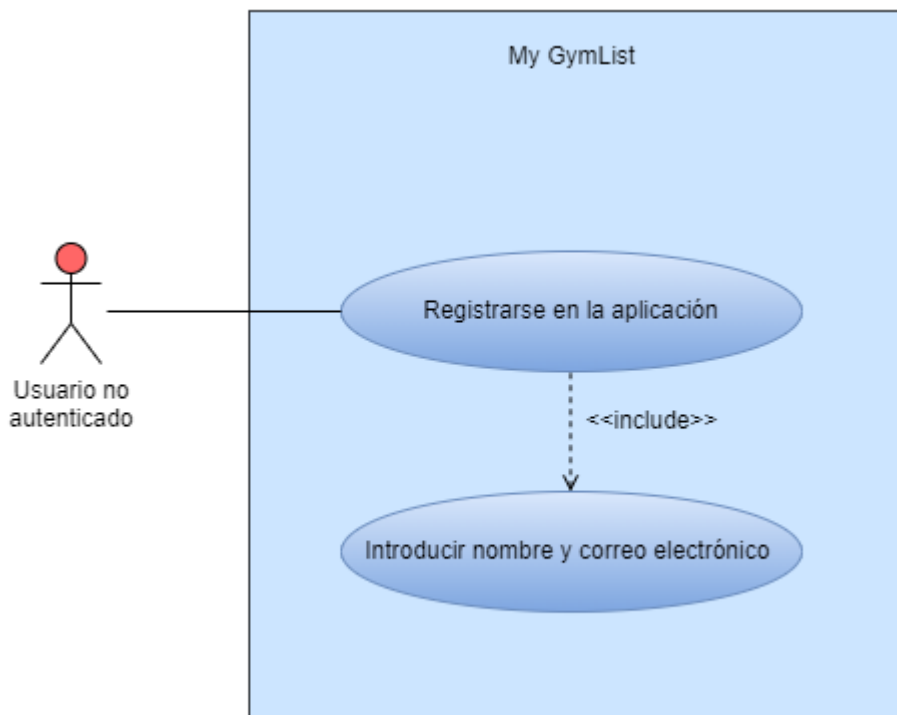 My GymList
Registrarse en la aplicación
Usuario no
autenticado
<<include>>
Introducir nombre y correo electrónico